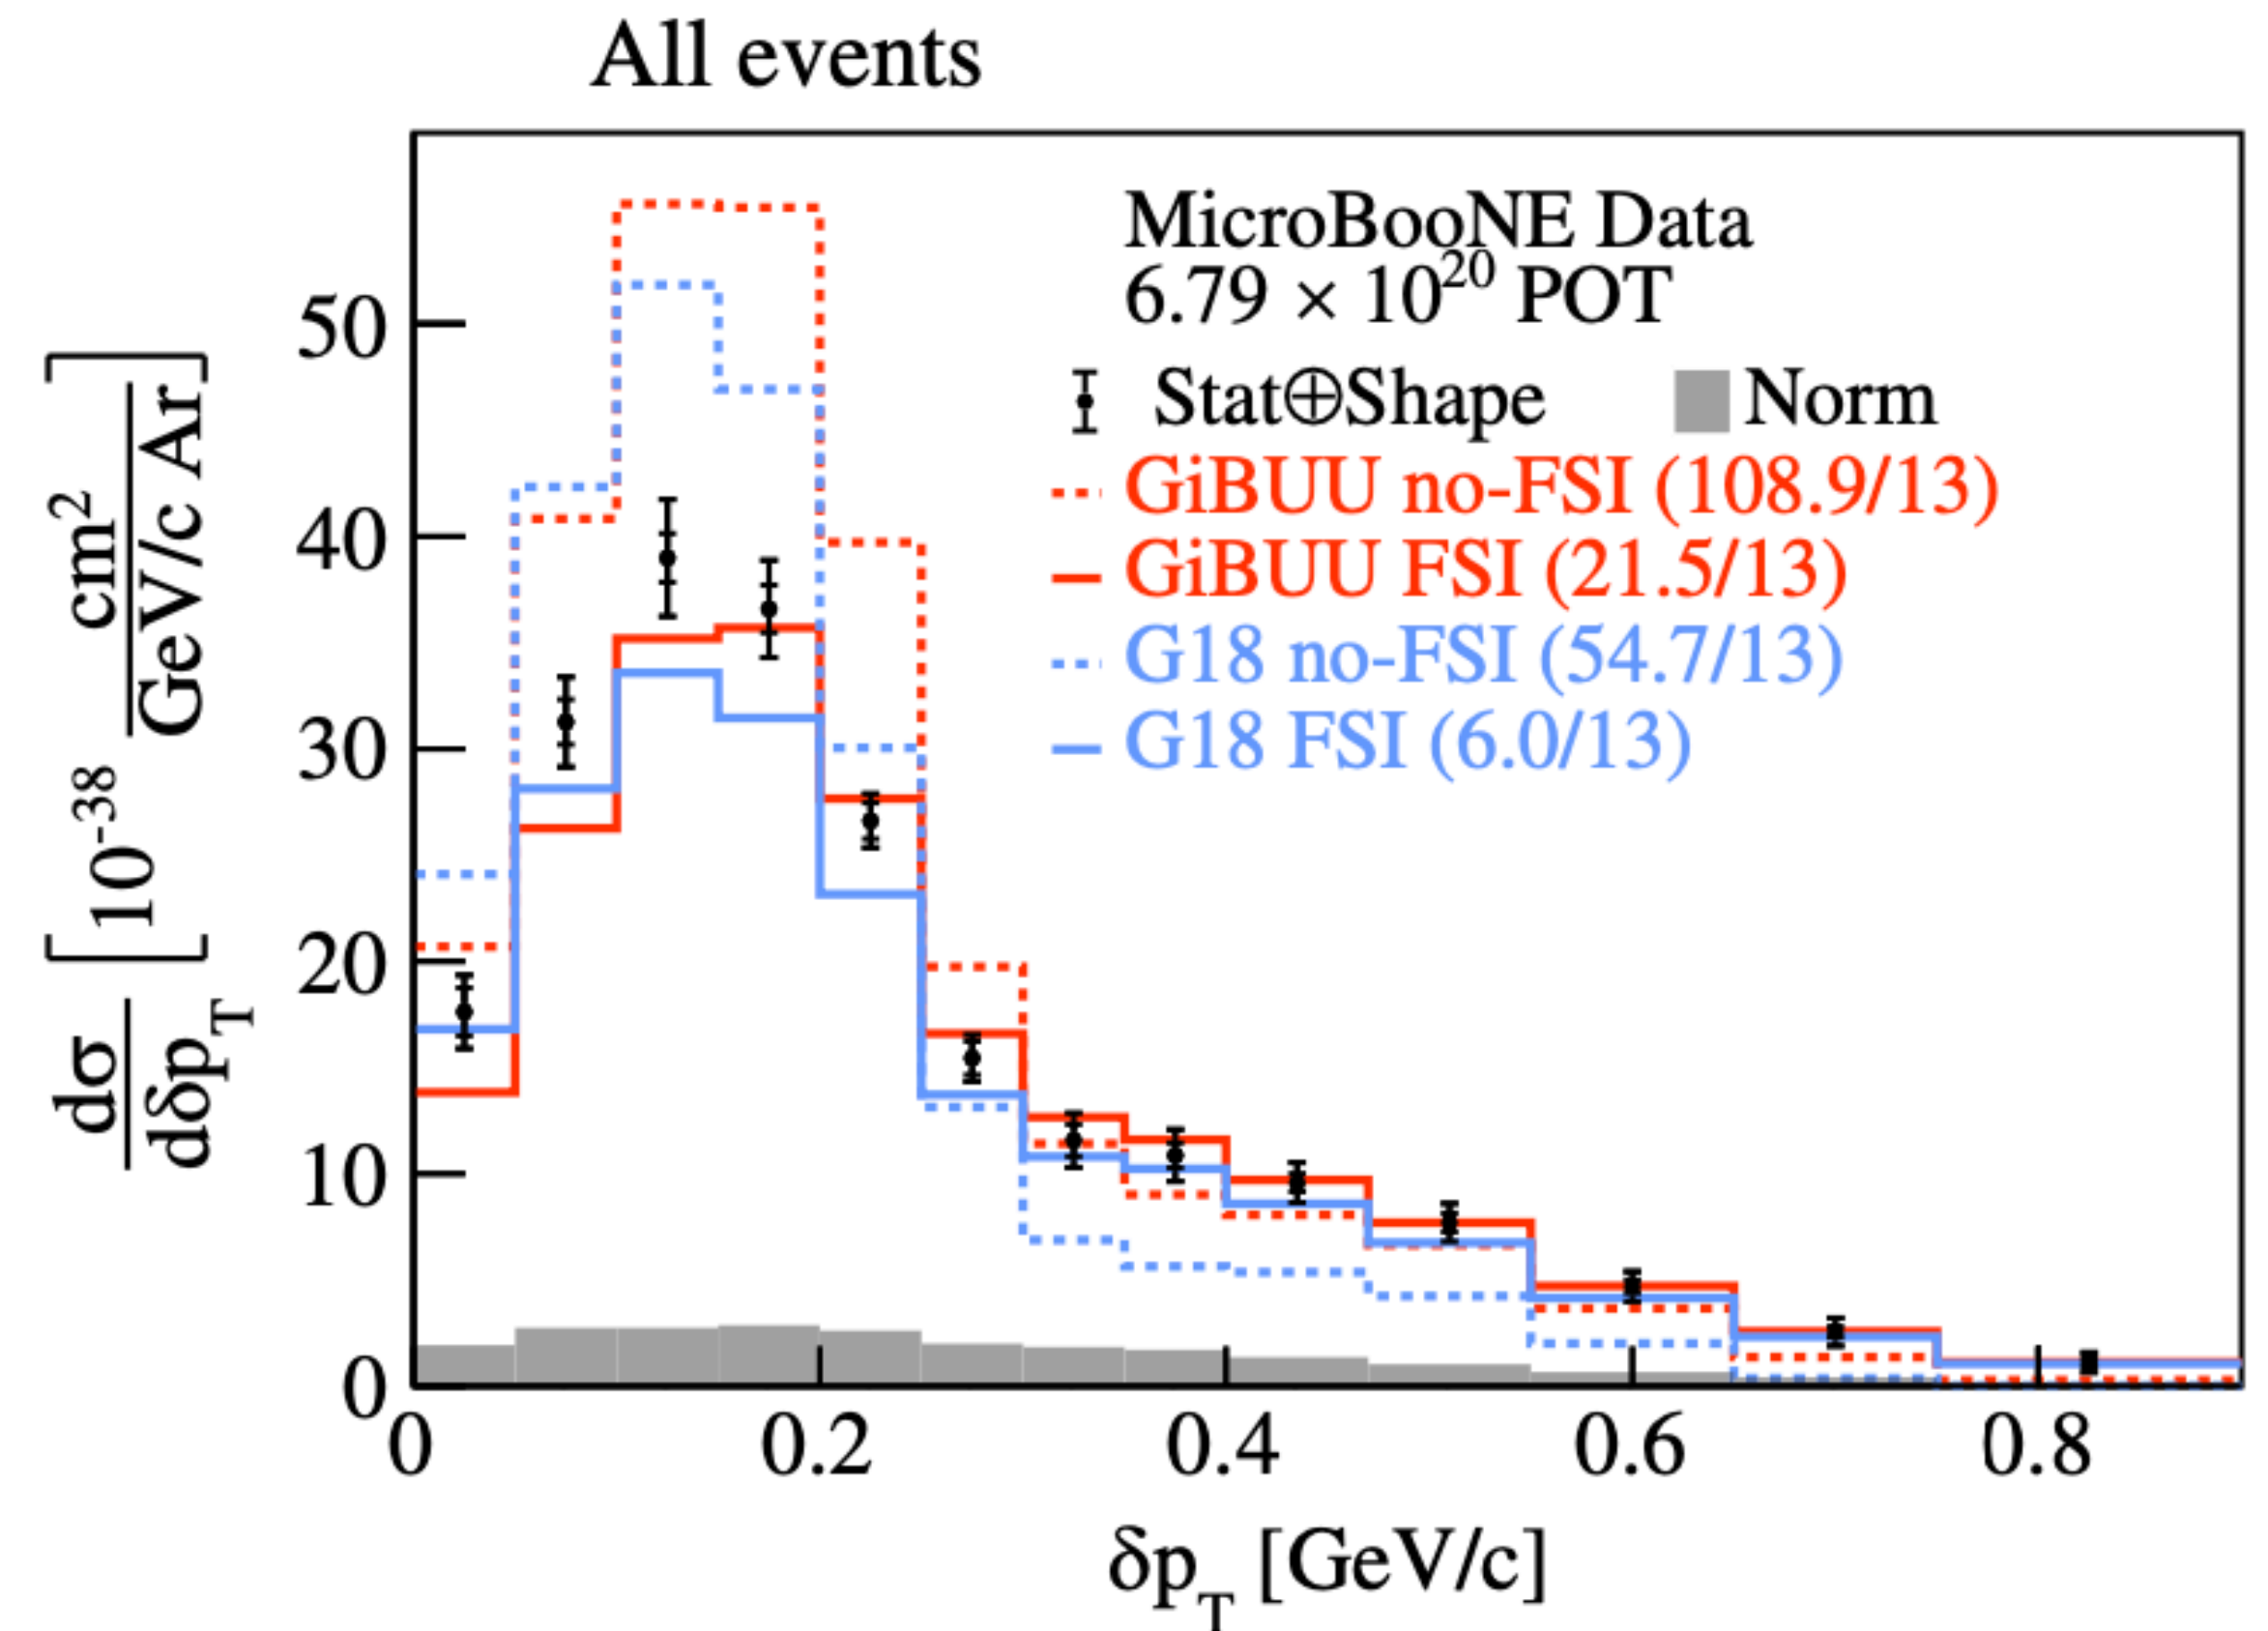 All events
MicroBooNE Data
6.79 × 10²⁰ POT
Stat⊕Shape Norm
GiBUU no-FSI (108.9/13)
GiBUU FSI (21.5/13)
G18 no-FSI (54.7/13)
G18 FSI (6.0/13)
dσ/dδp_T [10⁻³⁸ cm²/GeV/c Ar]
50
40
30
20
10
0
0 0.2 0.4 0.6 0.8
δp_T [GeV/c]